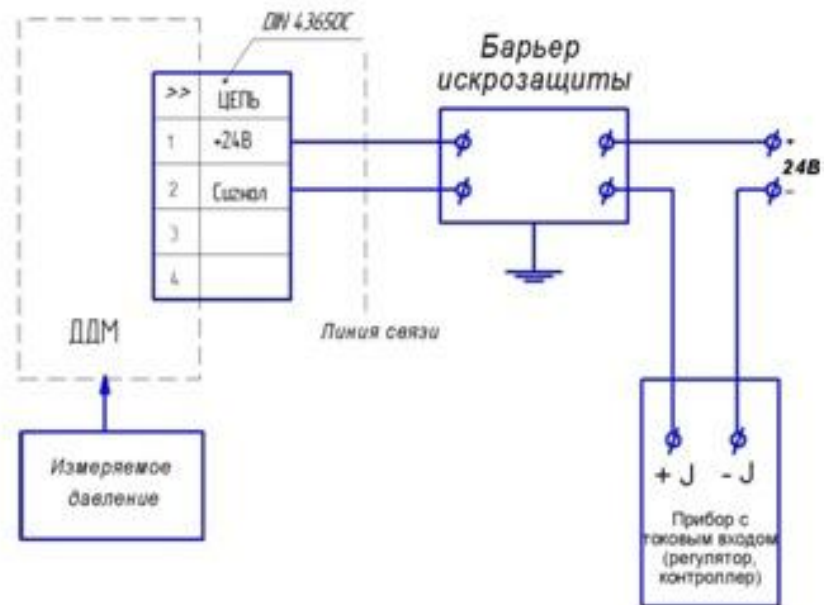 DIN 43650C
Барьер
искрозащиты
>> ЦЕПЬ
1 +24В
2 Сигнал
3
4
+
24В
-
ДДМ
Линия связи
Измеряемое
давление
+ J - J
Прибор с
токовым входом
(регулятор,
контроллер)